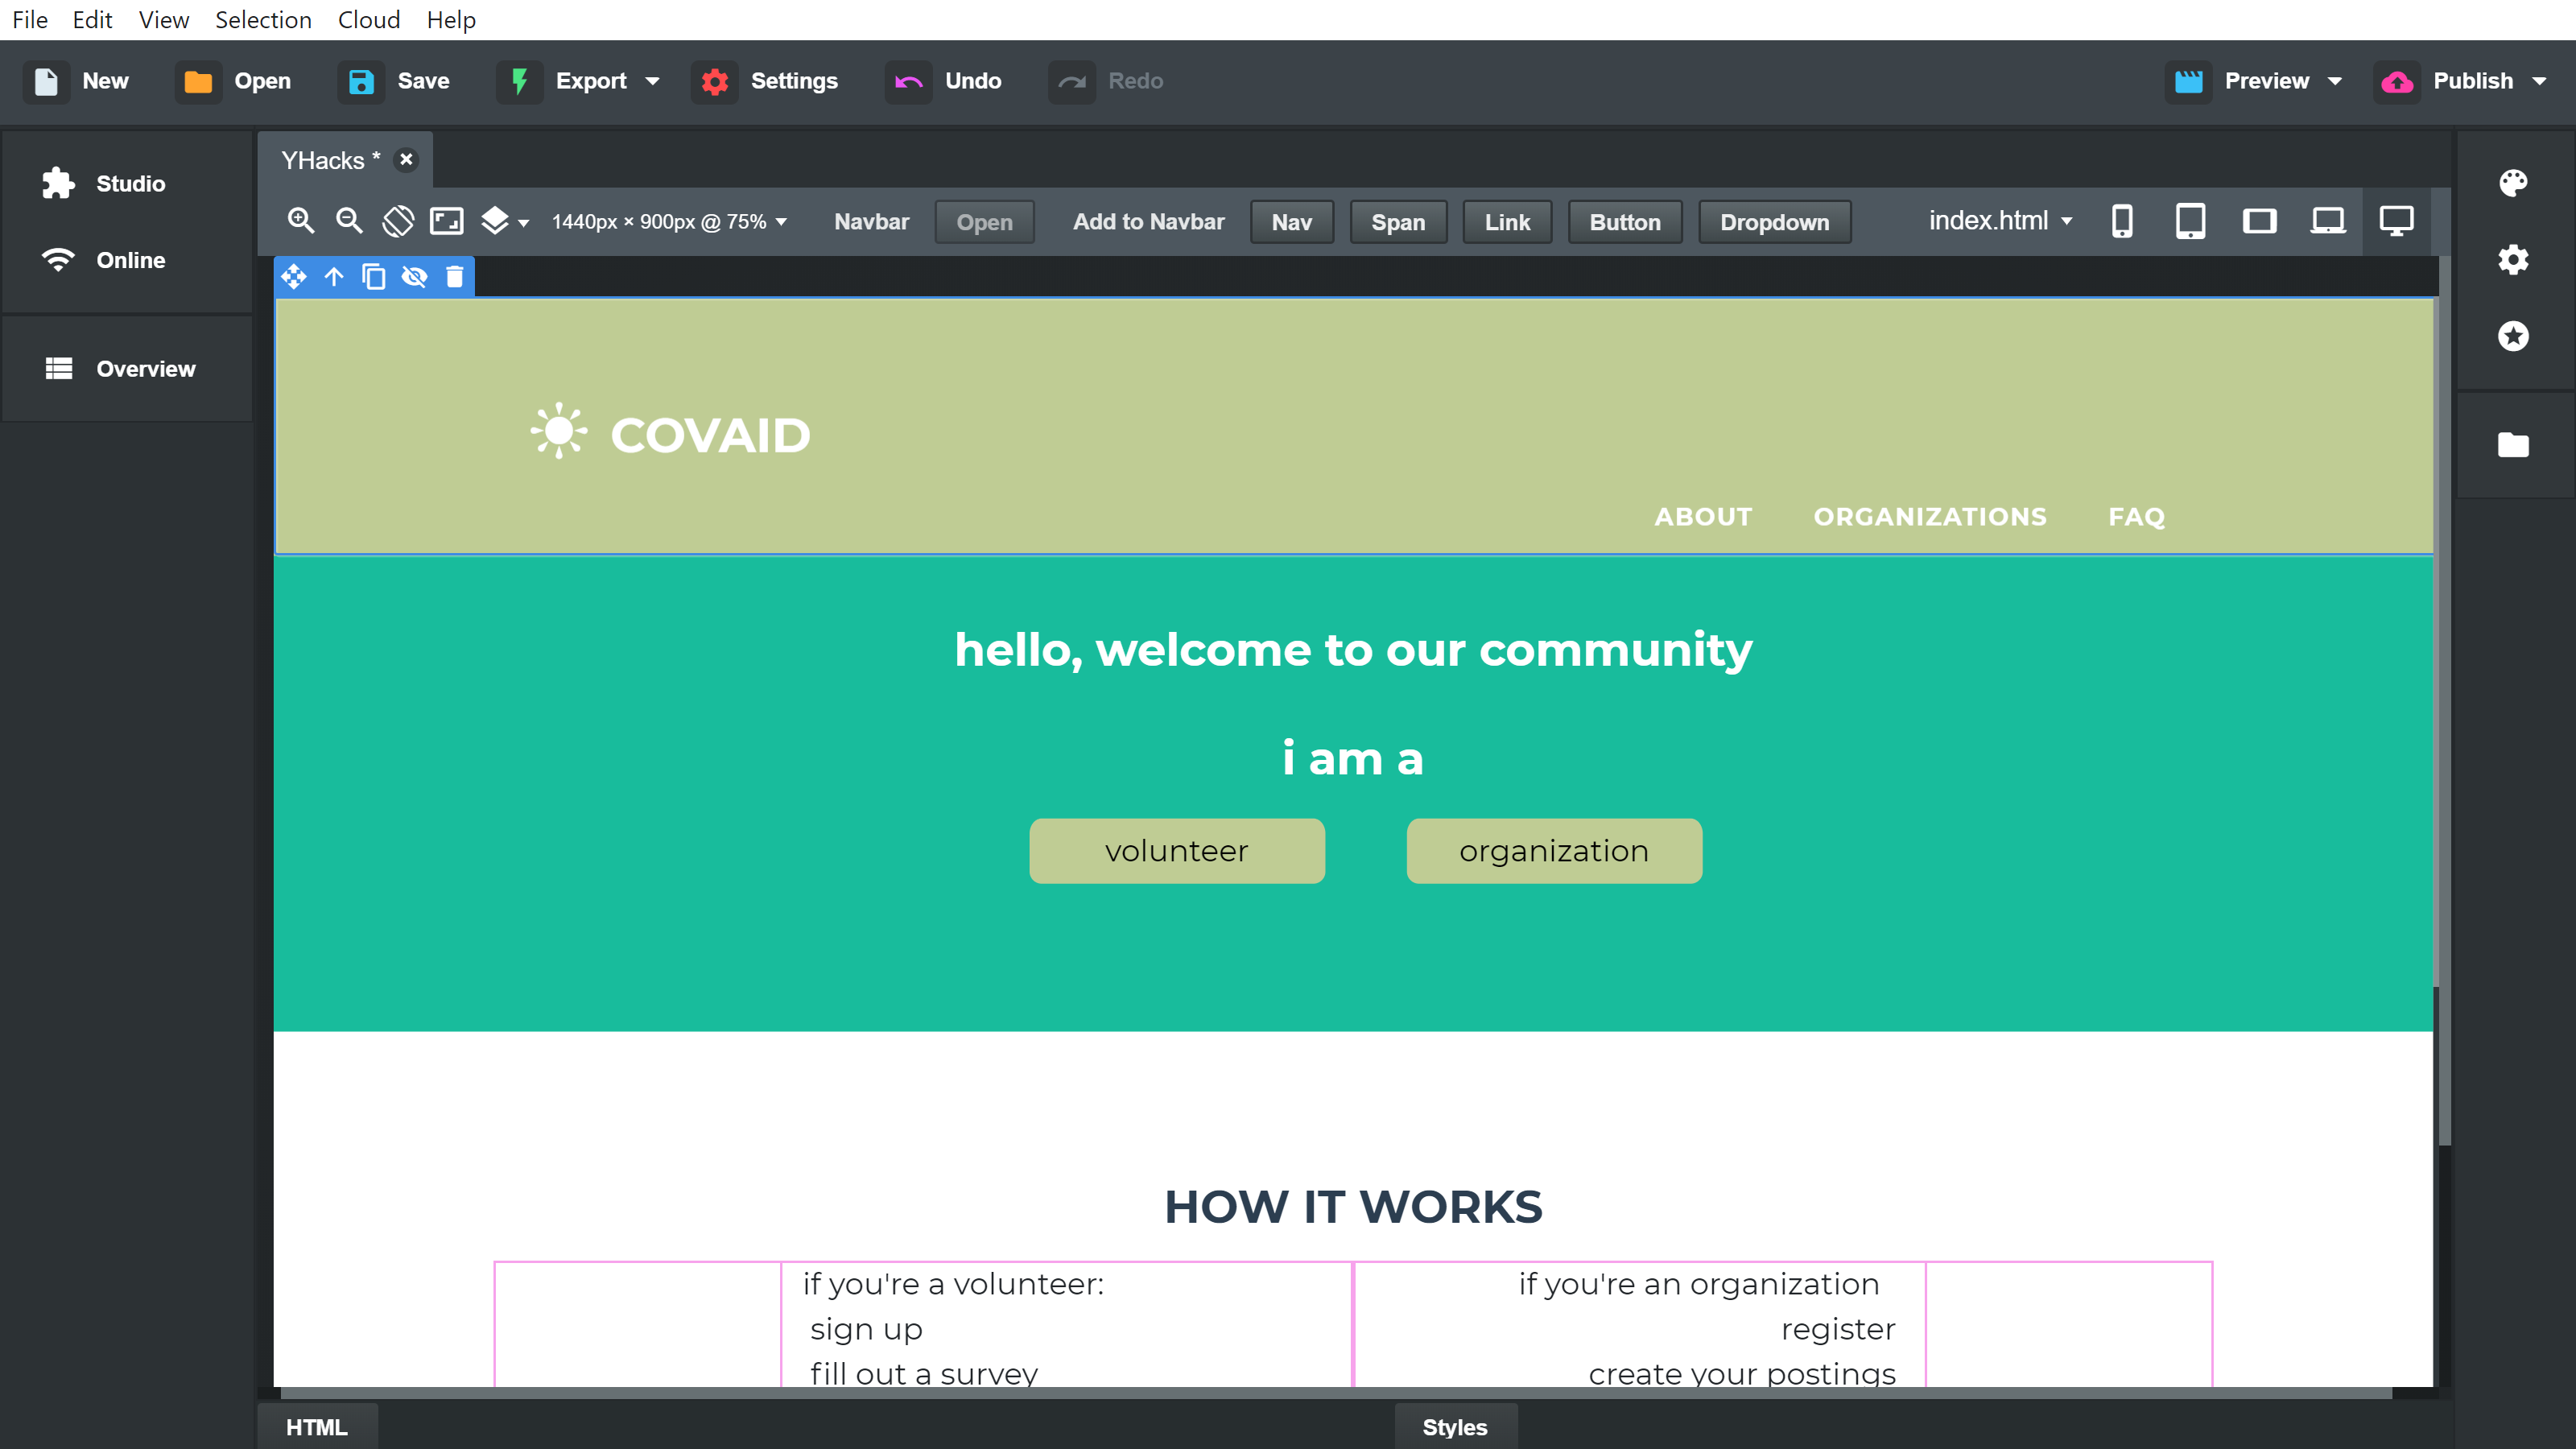 File Edit View Selection Cloud Help
New Open Save Export Settings Undo Redo Preview Publish
Studio
Online
Overview
YHacks *
1440px × 900px @ 75% Navbar Open Add to Navbar Nav Span Link Button Dropdown index.html
COVAID
ABOUT ORGANIZATIONS FAQ
hello, welcome to our community
i am a
volunteer organization
HOW IT WORKS
if you're a volunteer: if you're an organization
sign up register
fill out a survey create your postings
HTML Styles